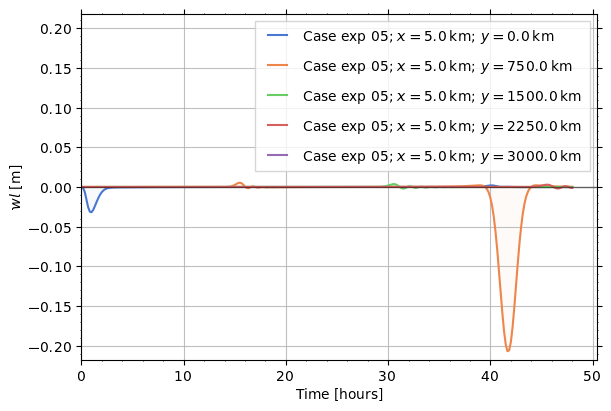 0.20
0.15
0.10
0.05
0.00
−0.05
−0.10
−0.15
−0.20
wl [m]
Case exp 05; x = 5.0 km; y = 0.0 km
Case exp 05; x = 5.0 km; y = 750.0 km
Case exp 05; x = 5.0 km; y = 1500.0 km
Case exp 05; x = 5.0 km; y = 2250.0 km
Case exp 05; x = 5.0 km; y = 3000.0 km
0 10 20 30 40 50
Time [hours]